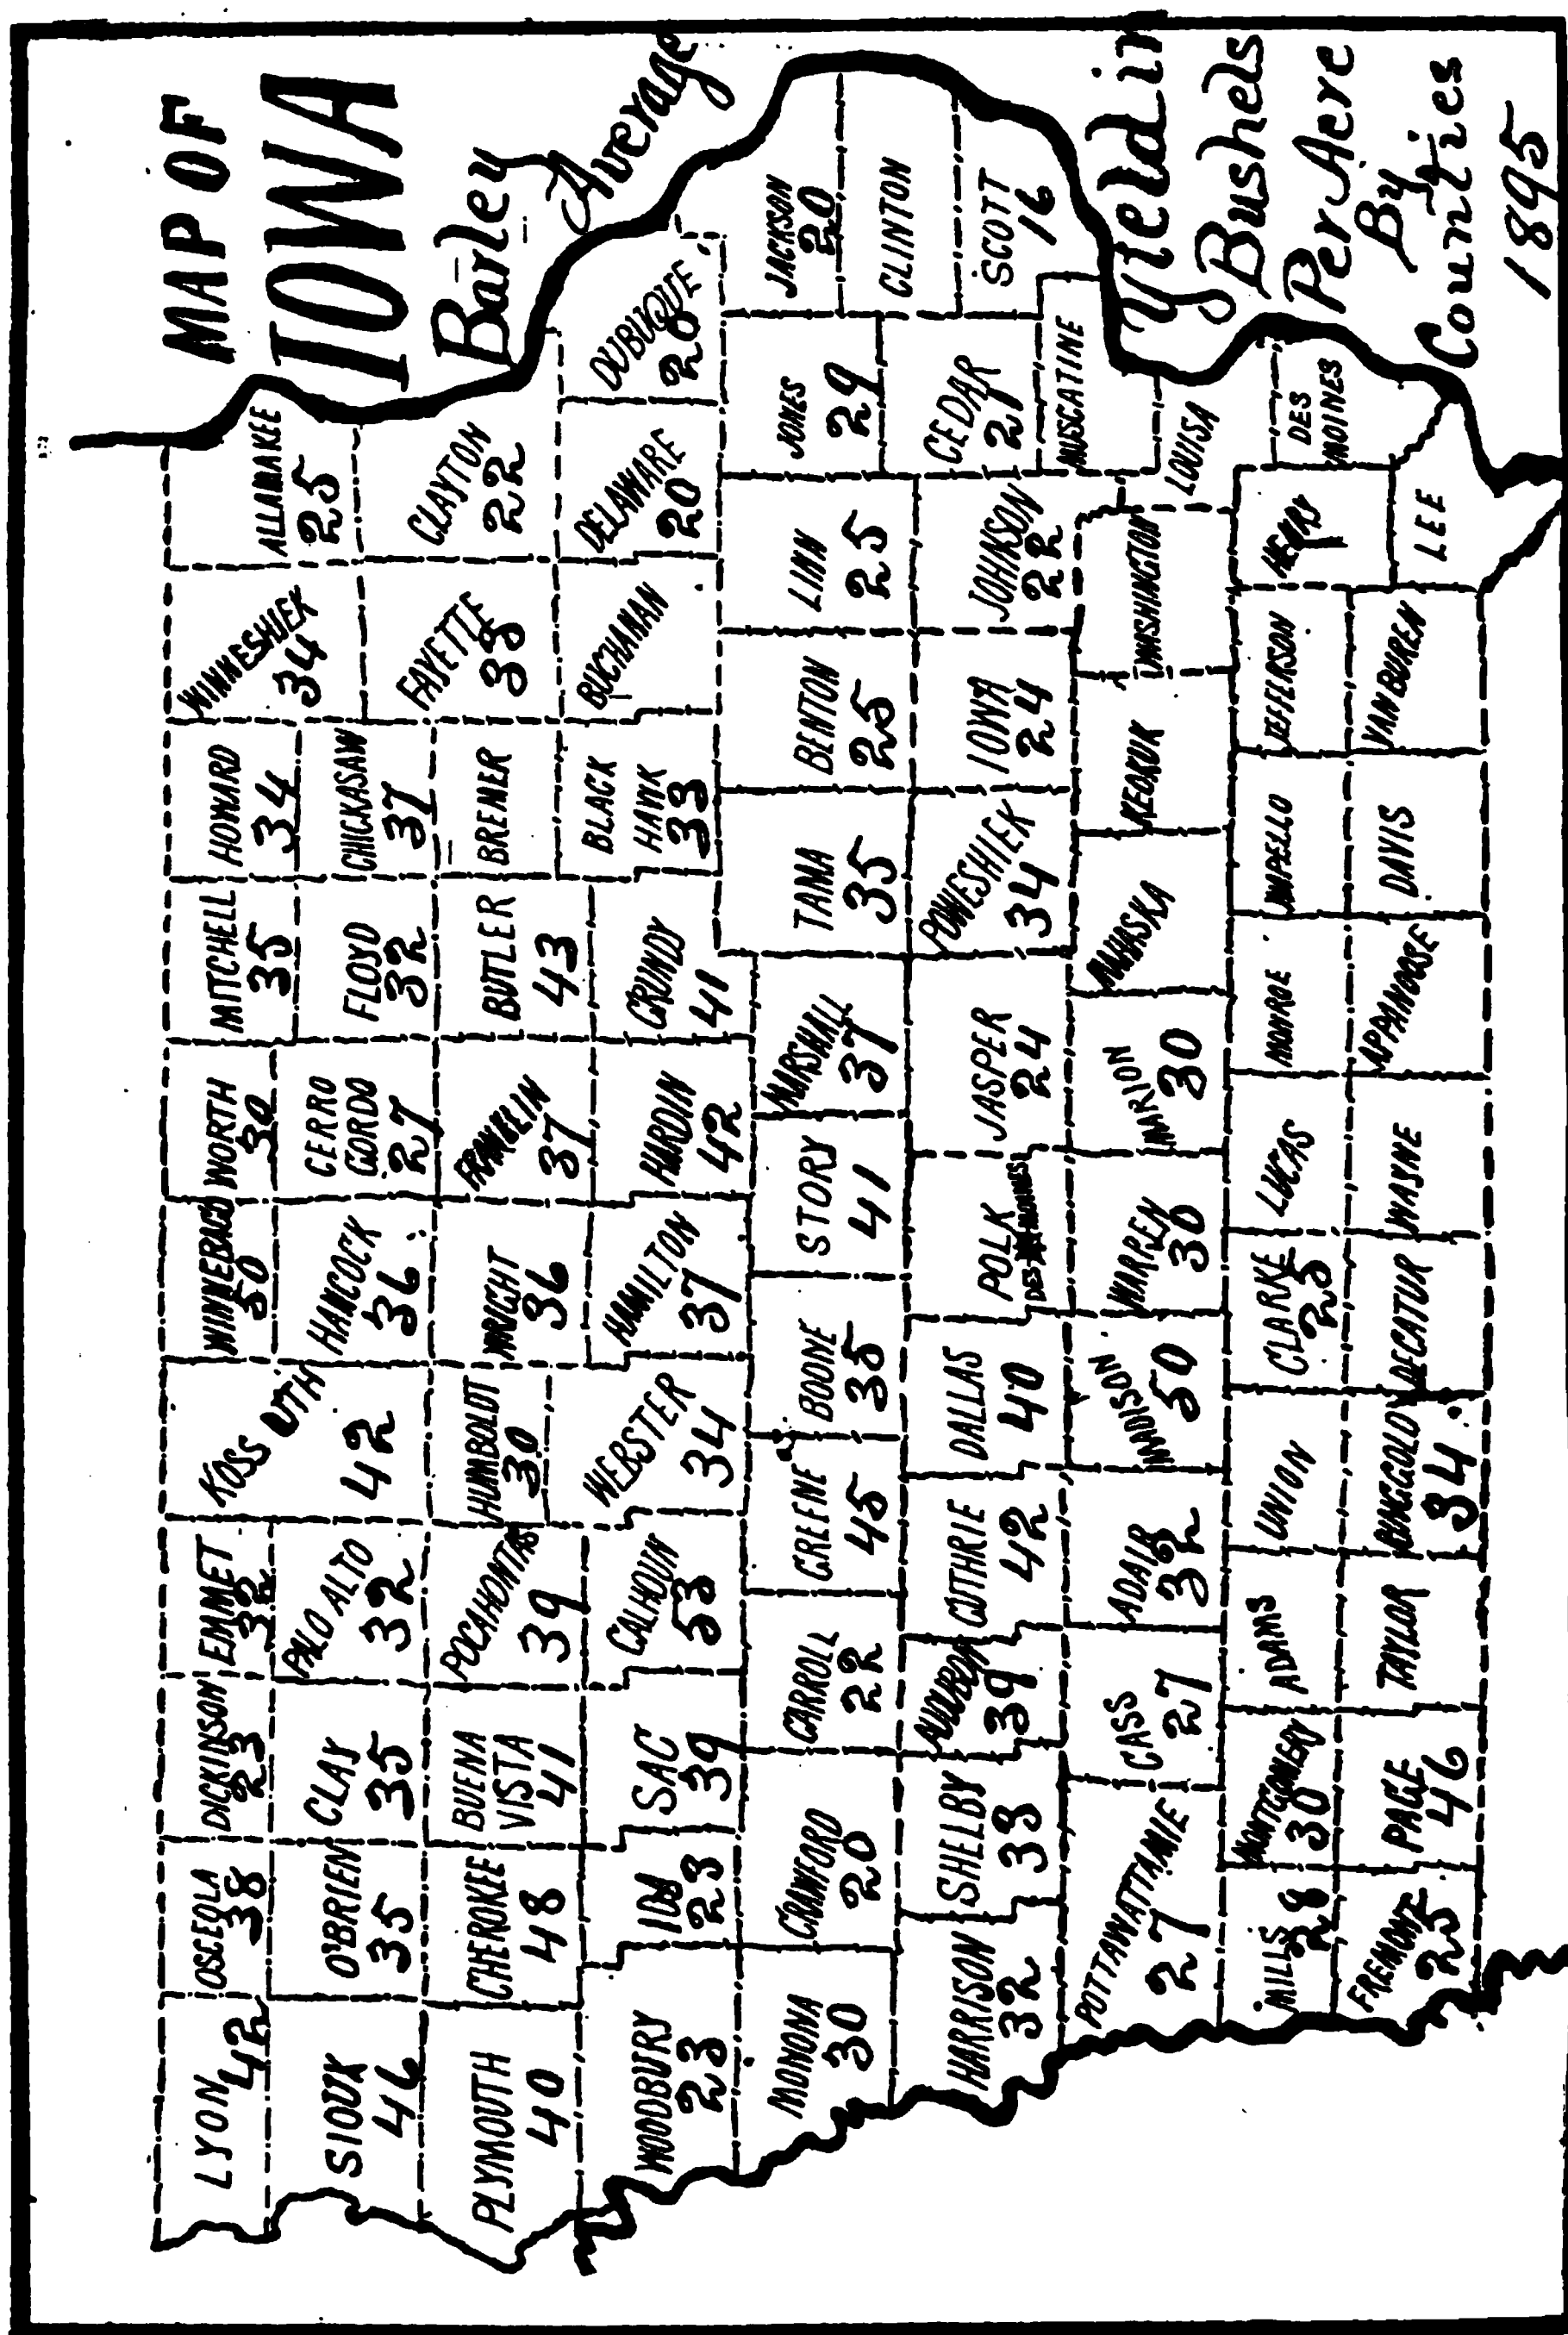 MAP OF
IOWA
Barley
Average
Yield in
Bushels
Per Acre
By
Counties
1895
LYON
42
OSCEOLA
38
DICKINSON
23
EMMET
32
KOSSUTH
42
WINNEBAGO
WORTH
30
MITCHELL
35
HOWARD
34
WINNESHIEK
34
ALLAMAKEE
25
SIOUX
46
O'BRIEN
35
CLAY
35
PALO ALTO
32
HANCOCK
36
CERRO
GORDO
27
FLOYD
32
CHICKASAW
37
PLYMOUTH
40
CHEROKEE
48
BUENA
VISTA
41
POCAHONTAS
39
HUMBOLDT
30
WRIGHT
36
FRANKLIN
37
BUTLER
43
BREMER
FAYETTE
38
CLAYTON
22
WOODBURY
23
IDA
23
SAC
39
CALHOUN
53
WEBSTER
34
HAMILTON
37
HARDIN
42
GRUNDY
41
BLACK
HAWK
33
BUCHANAN
DELAWARE
20
DUBUQUE
MONONA
30
CRAWFORD
20
CARROLL
22
GREENE
45
BOONE
35
STORY
41
MARSHALL
37
TAMA
35
BENTON
25
LINN
25
JONES
29
JACKSON
20
CLINTON
HARRISON
32
SHELBY
33
AUDUBON
39
GUTHRIE
42
DALLAS
40
POLK
DES MOINES
JASPER
24
POWESHIEK
34
IOWA
24
JOHNSON
22
CEDAR
21
SCOTT
16
MUSCATINE
POTTAWATTAMIE
27
CASS
27
ADAIR
32
MADISON
50
WARREN
30
MARION
30
MAHASKA
KEOKUK
WASHINGTON
LOUISA
MILLS
28
MONTGOMERY
30
ADAMS
UNION
CLARKE
25
LUCAS
MONROE
WAPELLO
JEFFERSON
HENRY
DES
MOINES
FREMONT
25
PAGE
46
TAYLOR
RINGGOLD
34
DECATUR
WAYNE
APPANOOSE
DAVIS
VAN BUREN
LEE